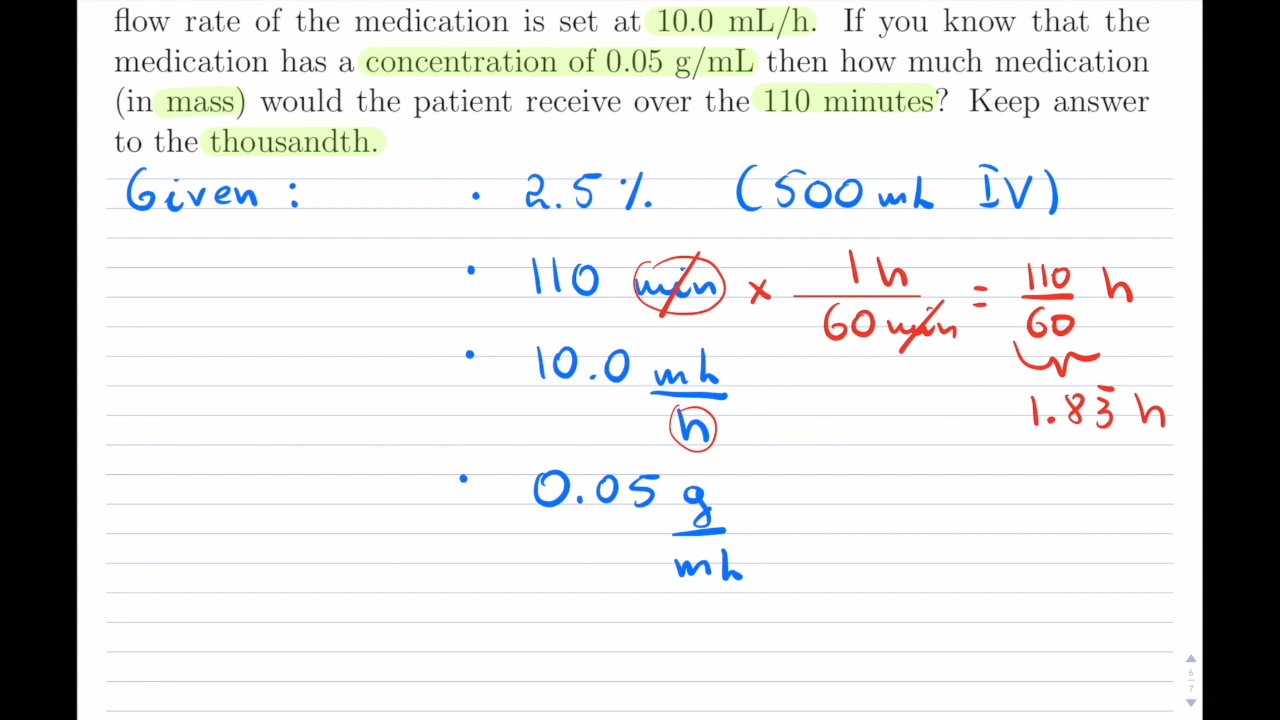 flow rate of the medication is set at 10.0 mL/h. If you know that the
medication has a concentration of 0.05 g/mL then how much medication
(in mass) would the patient receive over the 110 minutes? Keep answer
to the thousandth.
Given : • 2.5% (500 mL IV)
• 110 min × 1 h / 60 min = 110 / 60 h
1.83̅ h
• 10.0 mL / h
• 0.05 g / mL
6
7